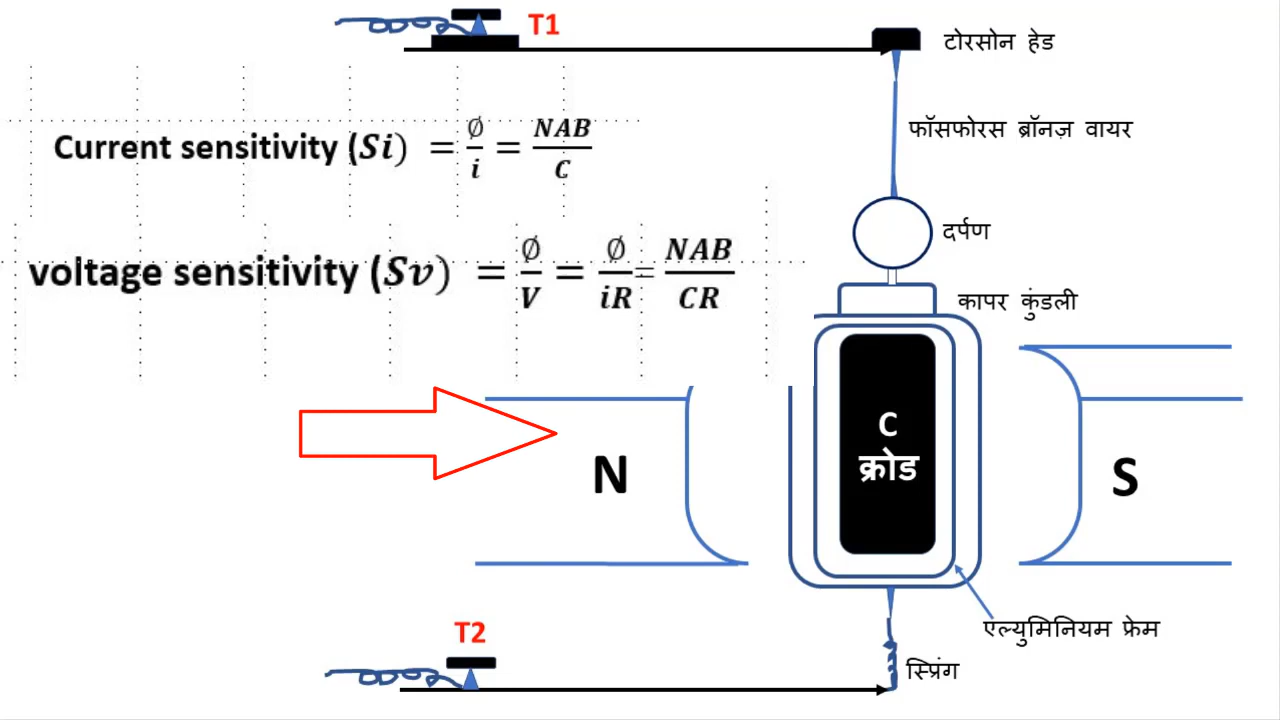 T1
टोरसोन हेड
Current sensitivity (Si) = ∅/i = NAB/C
फॉसफोरस ब्रॉनज़ वायर
दर्पण
voltage sensitivity (Sv) = ∅/V = ∅/iR = NAB/CR
कापर कुंडली
C
क्रोड
N
S
एल्युमिनियम फ्रेम
T2
स्प्रिंग